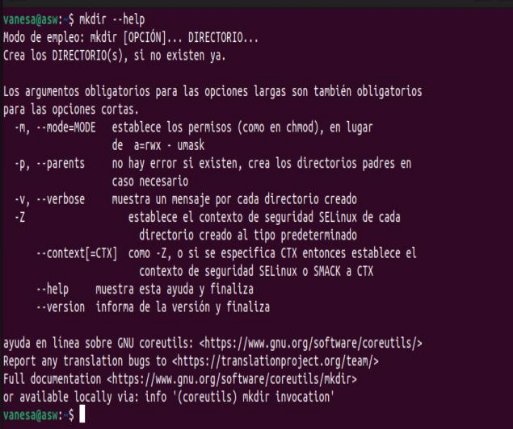 vanesa@asw:~$ mkdir --help
Modo de empleo: mkdir [OPCIÓN]... DIRECTORIO...
Crea los DIRECTORIO(s), si no existen ya.
Los argumentos obligatorios para las opciones largas son también obligatorios
para las opciones cortas.
-m, --mode=MODE establece los permisos (como en chmod), en lugar
de a=rwx - umask
-p, --parents no hay error si existen, crea los directorios padres en
caso necesario
-v, --verbose muestra un mensaje por cada directorio creado
-Z establece el contexto de seguridad SELinux de cada
directorio creado al tipo predeterminado
--context[=CTX] como -Z, o si se especifica CTX entonces establece el
contexto de seguridad SELinux o SMACK a CTX
--help muestra esta ayuda y finaliza
--version informa de la versión y finaliza
ayuda en línea sobre GNU coreutils: <https://www.gnu.org/software/coreutils/>
Report any translation bugs to <https://translationproject.org/team/>
Full documentation <https://www.gnu.org/software/coreutils/mkdir>
or available locally via: info '(coreutils) mkdir invocation'
vanesa@asw:~$